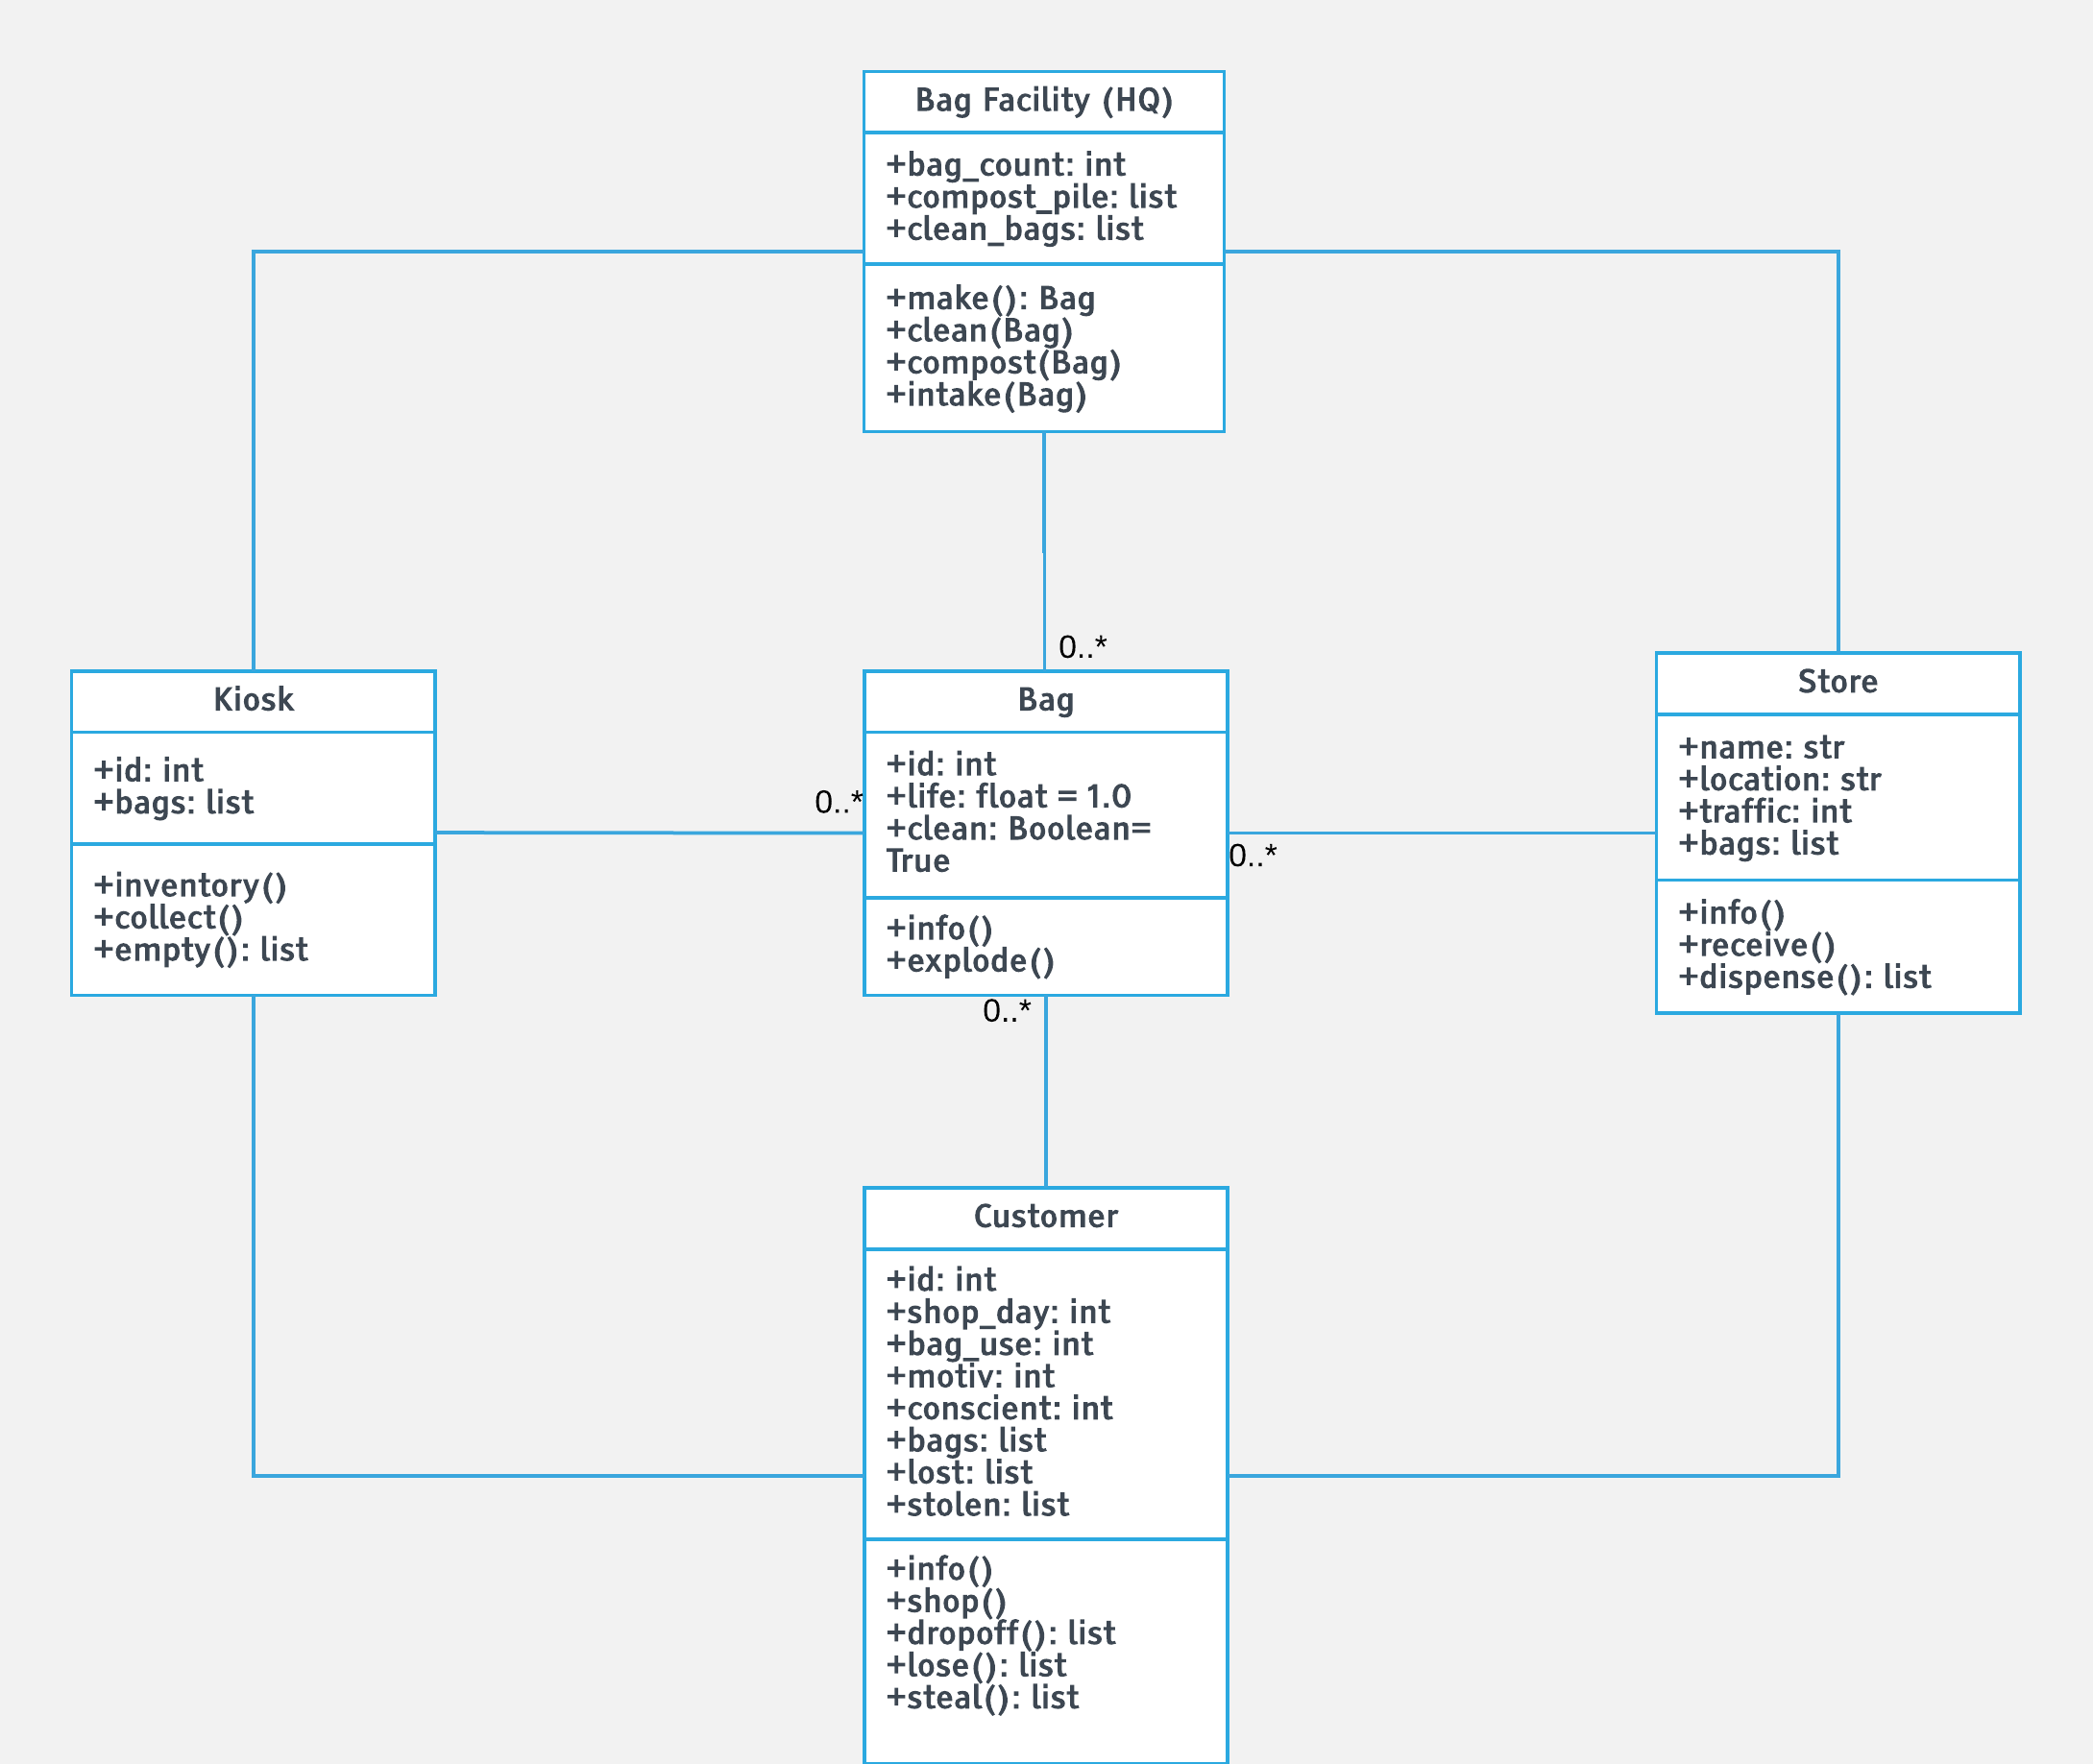 Bag Facility (HQ)
+bag_count: int
+compost_pile: list
+clean_bags: list
+make(): Bag
+clean(Bag)
+compost(Bag)
+intake(Bag)
0..*
Kiosk
+id: int
+bags: list
+inventory()
+collect()
+empty(): list
0..*
Bag
+id: int
+life: float = 1.0
+clean: Boolean=
True
+info()
+explode()
0..*
0..*
Store
+name: str
+location: str
+traffic: int
+bags: list
+info()
+receive()
+dispense(): list
Customer
+id: int
+shop_day: int
+bag_use: int
+motiv: int
+conscient: int
+bags: list
+lost: list
+stolen: list
+info()
+shop()
+dropoff(): list
+lose(): list
+steal(): list